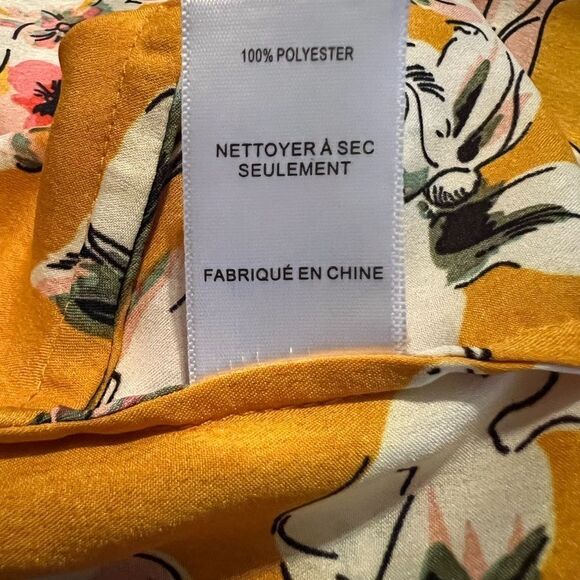 100% POLYESTER
NETTOYER À SEC
SEULEMENT
FABRIQUÉ EN CHINE